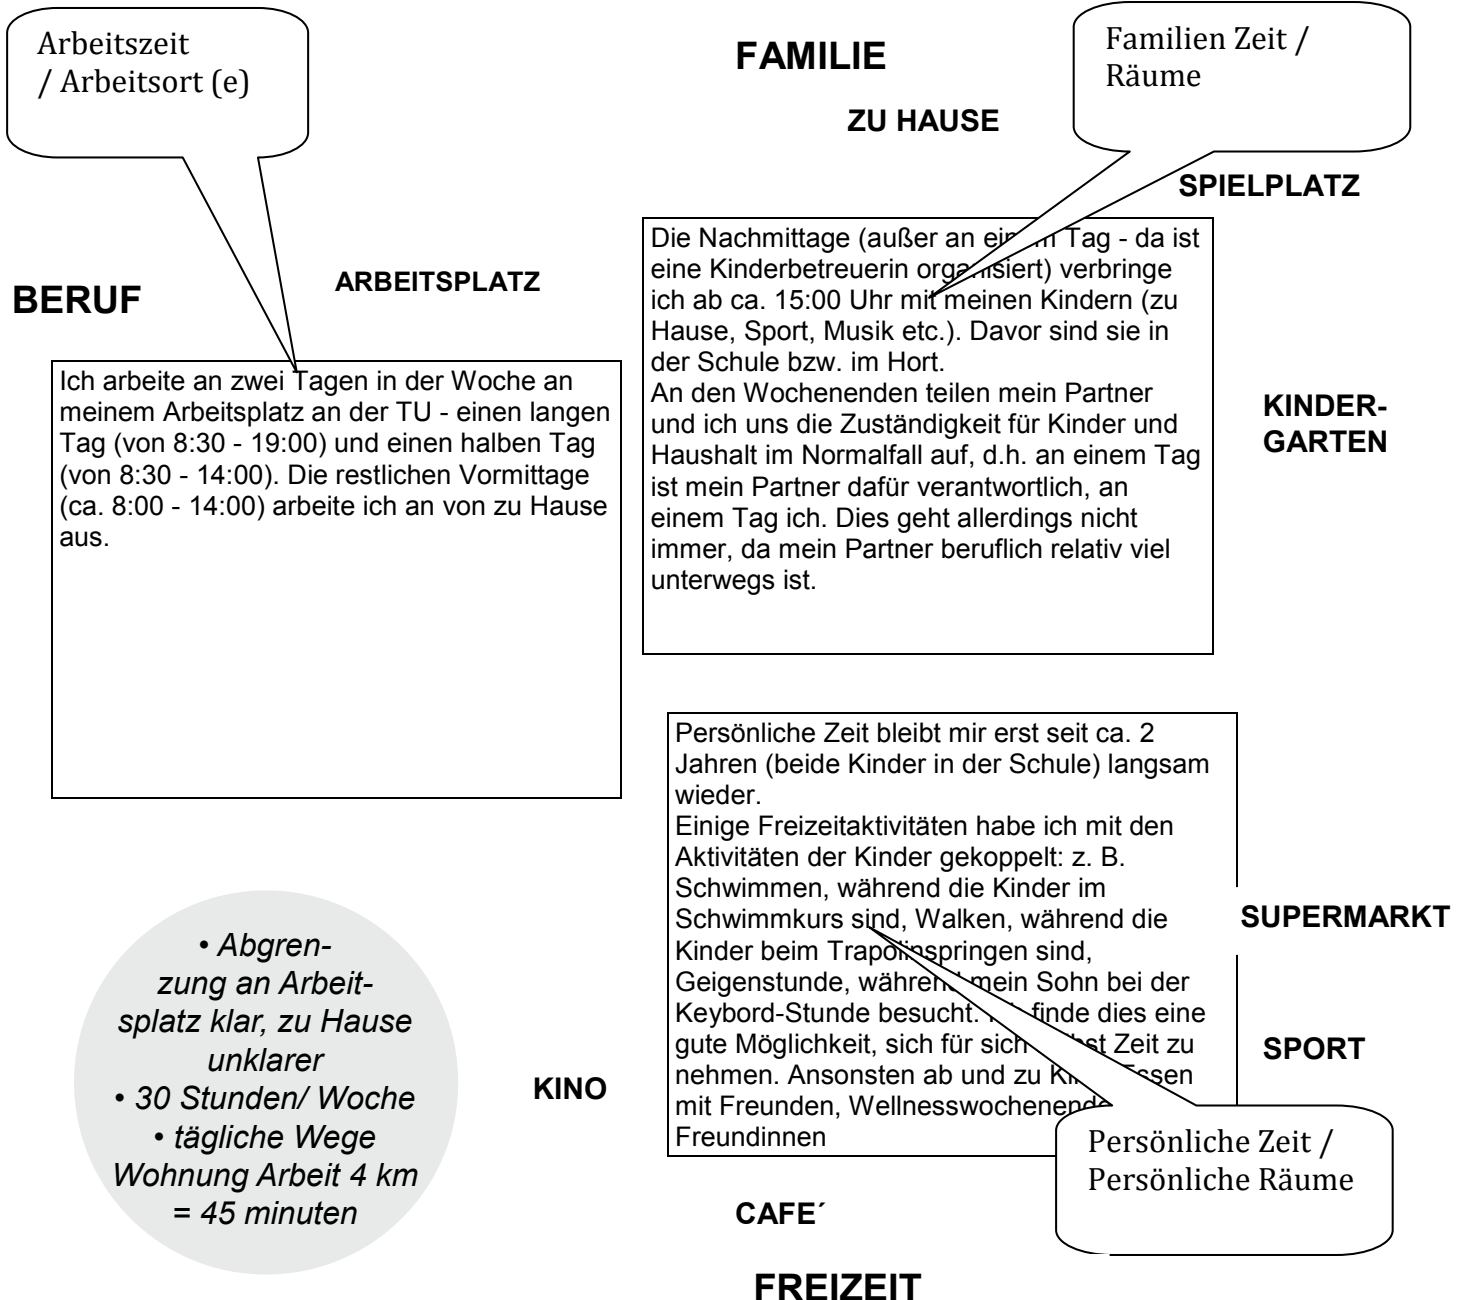 Arbeitszeit
/ Arbeitsort (e)
FAMILIE
Familien Zeit /
Räume
ZU HAUSE
SPIELPLATZ
BERUF
ARBEITSPLATZ
Die Nachmittage (außer an einem Tag - da ist
eine Kinderbetreuerin organisiert) verbringe
ich ab ca. 15:00 Uhr mit meinen Kindern (zu
Hause, Sport, Musik etc.). Davor sind sie in
der Schule bzw. im Hort.
An den Wochenenden teilen mein Partner
und ich uns die Zuständigkeit für Kinder und
Haushalt im Normalfall auf, d.h. an einem Tag
ist mein Partner dafür verantwortlich, an
einem Tag ich. Dies geht allerdings nicht
immer, da mein Partner beruflich relativ viel
unterwegs ist.
Ich arbeite an zwei Tagen in der Woche an
meinem Arbeitsplatz an der TU - einen langen
Tag (von 8:30 - 19:00) und einen halben Tag
(von 8:30 - 14:00). Die restlichen Vormittage
(ca. 8:00 - 14:00) arbeite ich an von zu Hause
aus.
KINDER-
GARTEN
Persönliche Zeit bleibt mir erst seit ca. 2
Jahren (beide Kinder in der Schule) langsam
wieder.
Einige Freizeitaktivitäten habe ich mit den
Aktivitäten der Kinder gekoppelt: z. B.
Schwimmen, während die Kinder im
Schwimmkurs sind, Walken, während die
Kinder beim Trapolinspringen sind,
Geigenstunde, während mein Sohn bei der
Keybord-Stunde besucht. finde dies eine
gute Möglichkeit, sich für sich selbst Zeit zu
nehmen. Ansonsten ab und zu Kino, Essen
mit Freunden, Wellnesswochenende
Freundinnen
SUPERMARKT
SPORT
KINO
• Abgren-
zung an Arbeit-
splatz klar, zu Hause
unklarer
• 30 Stunden/ Woche
• tägliche Wege
Wohnung Arbeit 4 km
= 45 minuten
Persönliche Zeit /
Persönliche Räume
CAFE´
FREIZEIT